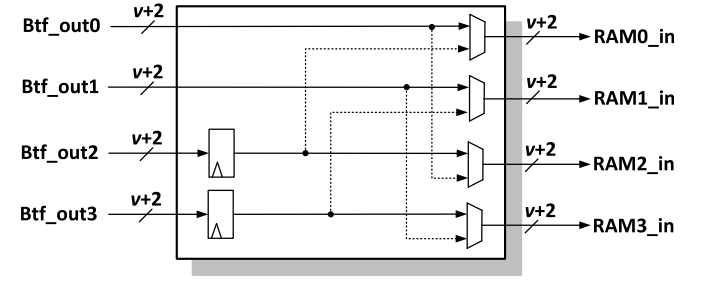 Btf_out0 v+2 v+2 RAM0_in
Btf_out1 v+2 v+2 RAM1_in
Btf_out2 v+2 v+2 RAM2_in
Btf_out3 v+2 v+2 RAM3_in